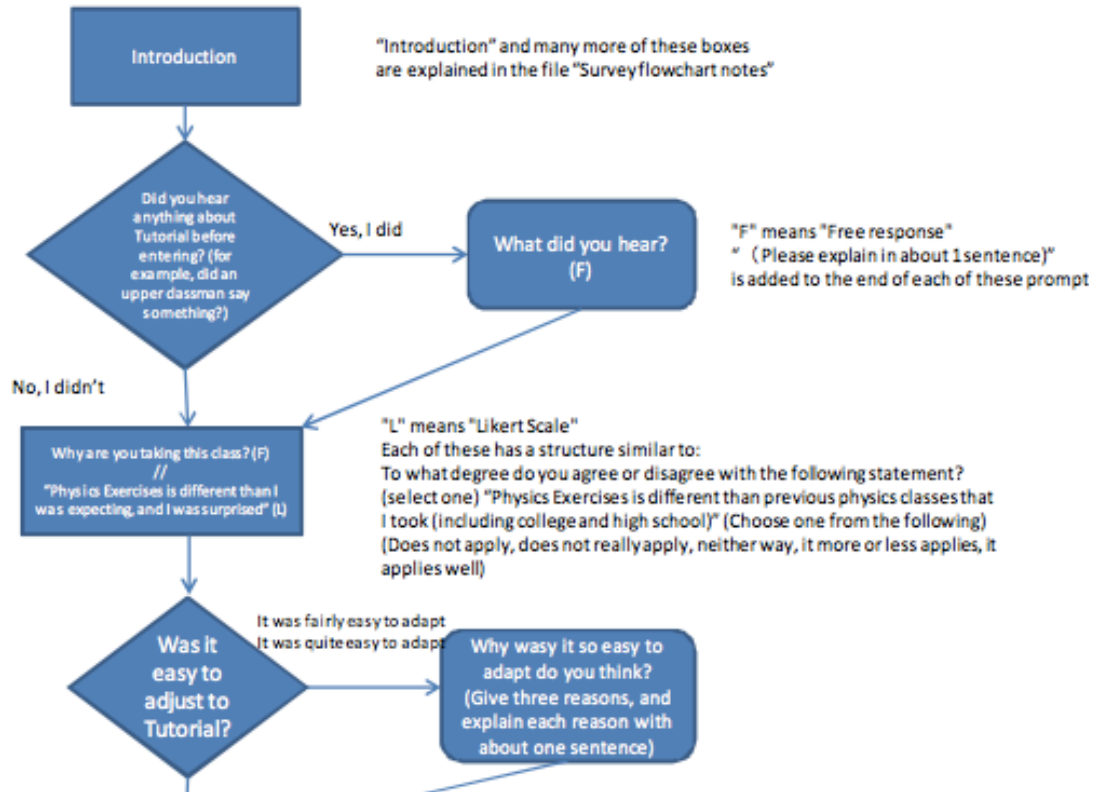 Introduction
“Introduction” and many more of these boxes
are explained in the file “Survey flowchart notes”
Did you hear
anything about
Tutorial before
entering? (for
example, did an
upper classman say
something?)
Yes, I did
What did you hear?
(F)
"F" means "Free response"
“ （Please explain in about 1 sentence)”
is added to the end of each of these prompt
No, I didn’t
Why are you taking this class? (F)
//
“Physics Exercises is different than I
was expecting, and I was surprised” (L)
"L" means "Likert Scale"
Each of these has a structure similar to:
To what degree do you agree or disagree with the following statement?
(select one) “Physics Exercises is different than previous physics classes that
I took (including college and high school)” (Choose one from the following)
(Does not apply, does not really apply, neither way, it more or less applies, it
applies well)
Was it
easy to
adjust to
Tutorial?
It was fairly easy to adapt
It was quite easy to adapt
Why wasy it so easy to
adapt do you think?
(Give three reasons, and
explain each reason with
about one sentence)